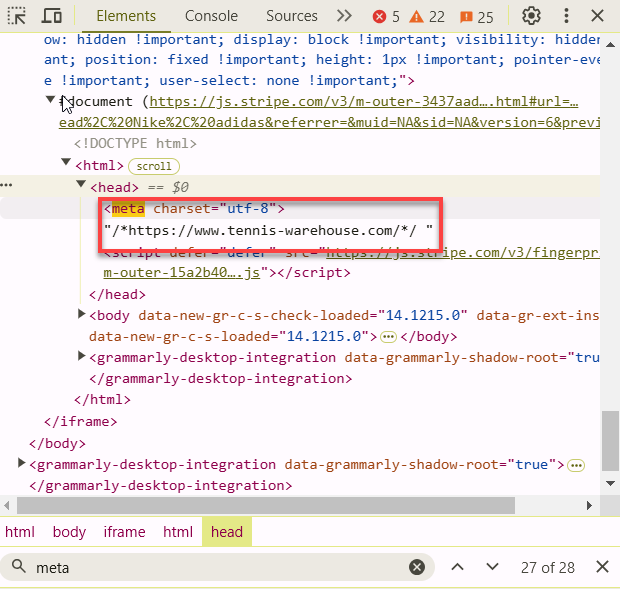 Elements Console Sources 5 22 25
ow: hidden !important; display: block !important; visibility: hidden
ant; position: fixed !important; height: 1px !important; pointer-eve
e !important; user-select: none !important;">
#document (https://js.stripe.com/v3/m-outer-3437aad….html#url=…
ead%2C%20Nike%2C%20adidas&referrer=&muid=NA&sid=NA&version=6&previ
<!DOCTYPE html>
<html> scroll
… <head> == $0
<meta charset="utf-8">
"/*https://www.tennis-warehouse.com/*/ "
<script defer="defer" src="https://js.stripe.com/v3/fingerpr
m-outer-15a2b40….js"></script>
</head>
<body data-new-gr-c-s-check-loaded="14.1215.0" data-gr-ext-ins
data-new-gr-c-s-loaded="14.1215.0"> … </body>
<grammarly-desktop-integration data-grammarly-shadow-root="true
</grammarly-desktop-integration>
</html>
</iframe>
</body>
<grammarly-desktop-integration data-grammarly-shadow-root="true"> …
</grammarly-desktop-integration>
html body iframe html head
meta 27 of 28